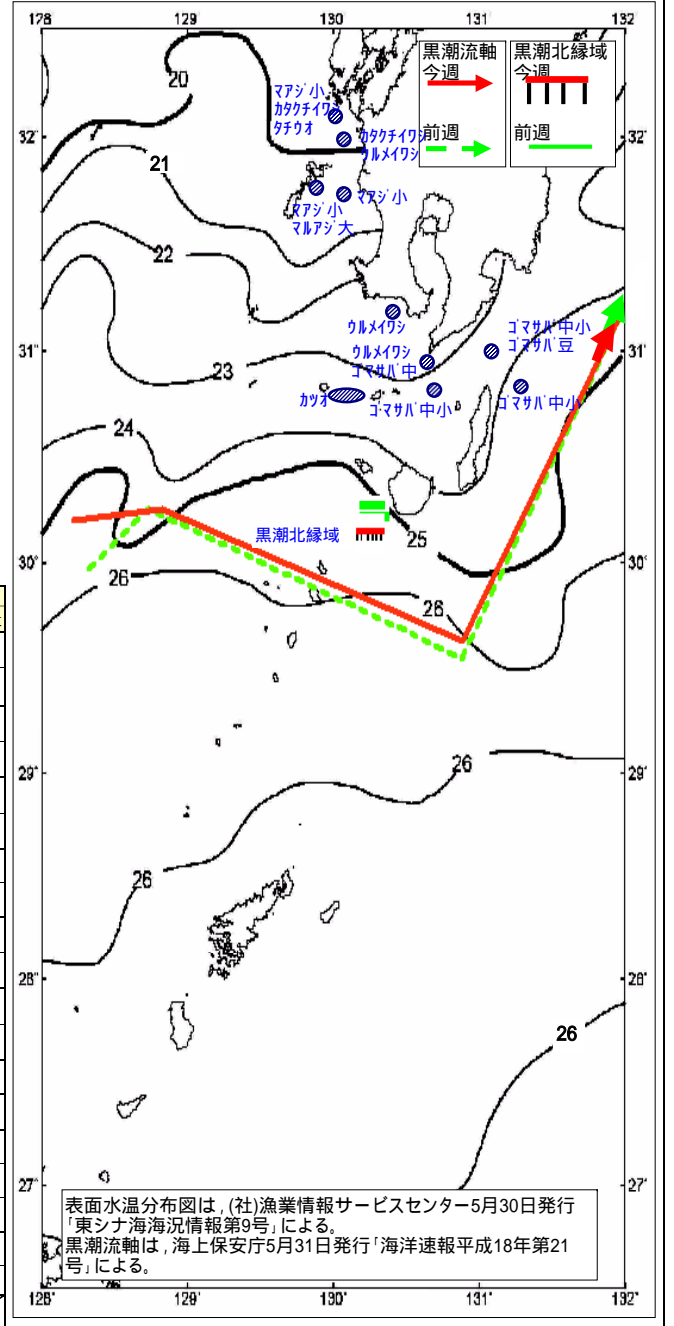 128° 129° 130° 131° 132°
黒潮流軸
今週
前週
黒潮北縁域
今週
前週
20
マアジ小
カタクチイワシ
タチウオ
32°
32°
カタクチイワシ
ウルメイワシ
21
マアジ小
マアジ小
マルアジ大
22
ウルメイワシ
ゴマサバ中小
ゴマサバ豆
31°
31°
ウルメイワシ
ゴマサバ中
23
カツオ
ゴマサバ中小
ゴマサバ中小
24
黒潮北縁域
25
30°
30°
26
26
29°
29°
26
26
28°
28°
26
27°
27°
表面水温分布図は，(社)漁業情報サービスセンター5月30日発行
「東シナ海海況情報第9号」による。
黒潮流軸は，海上保安庁5月31日発行「海洋速報平成18年第21
号」による。
128° 129° 130° 131° 132°